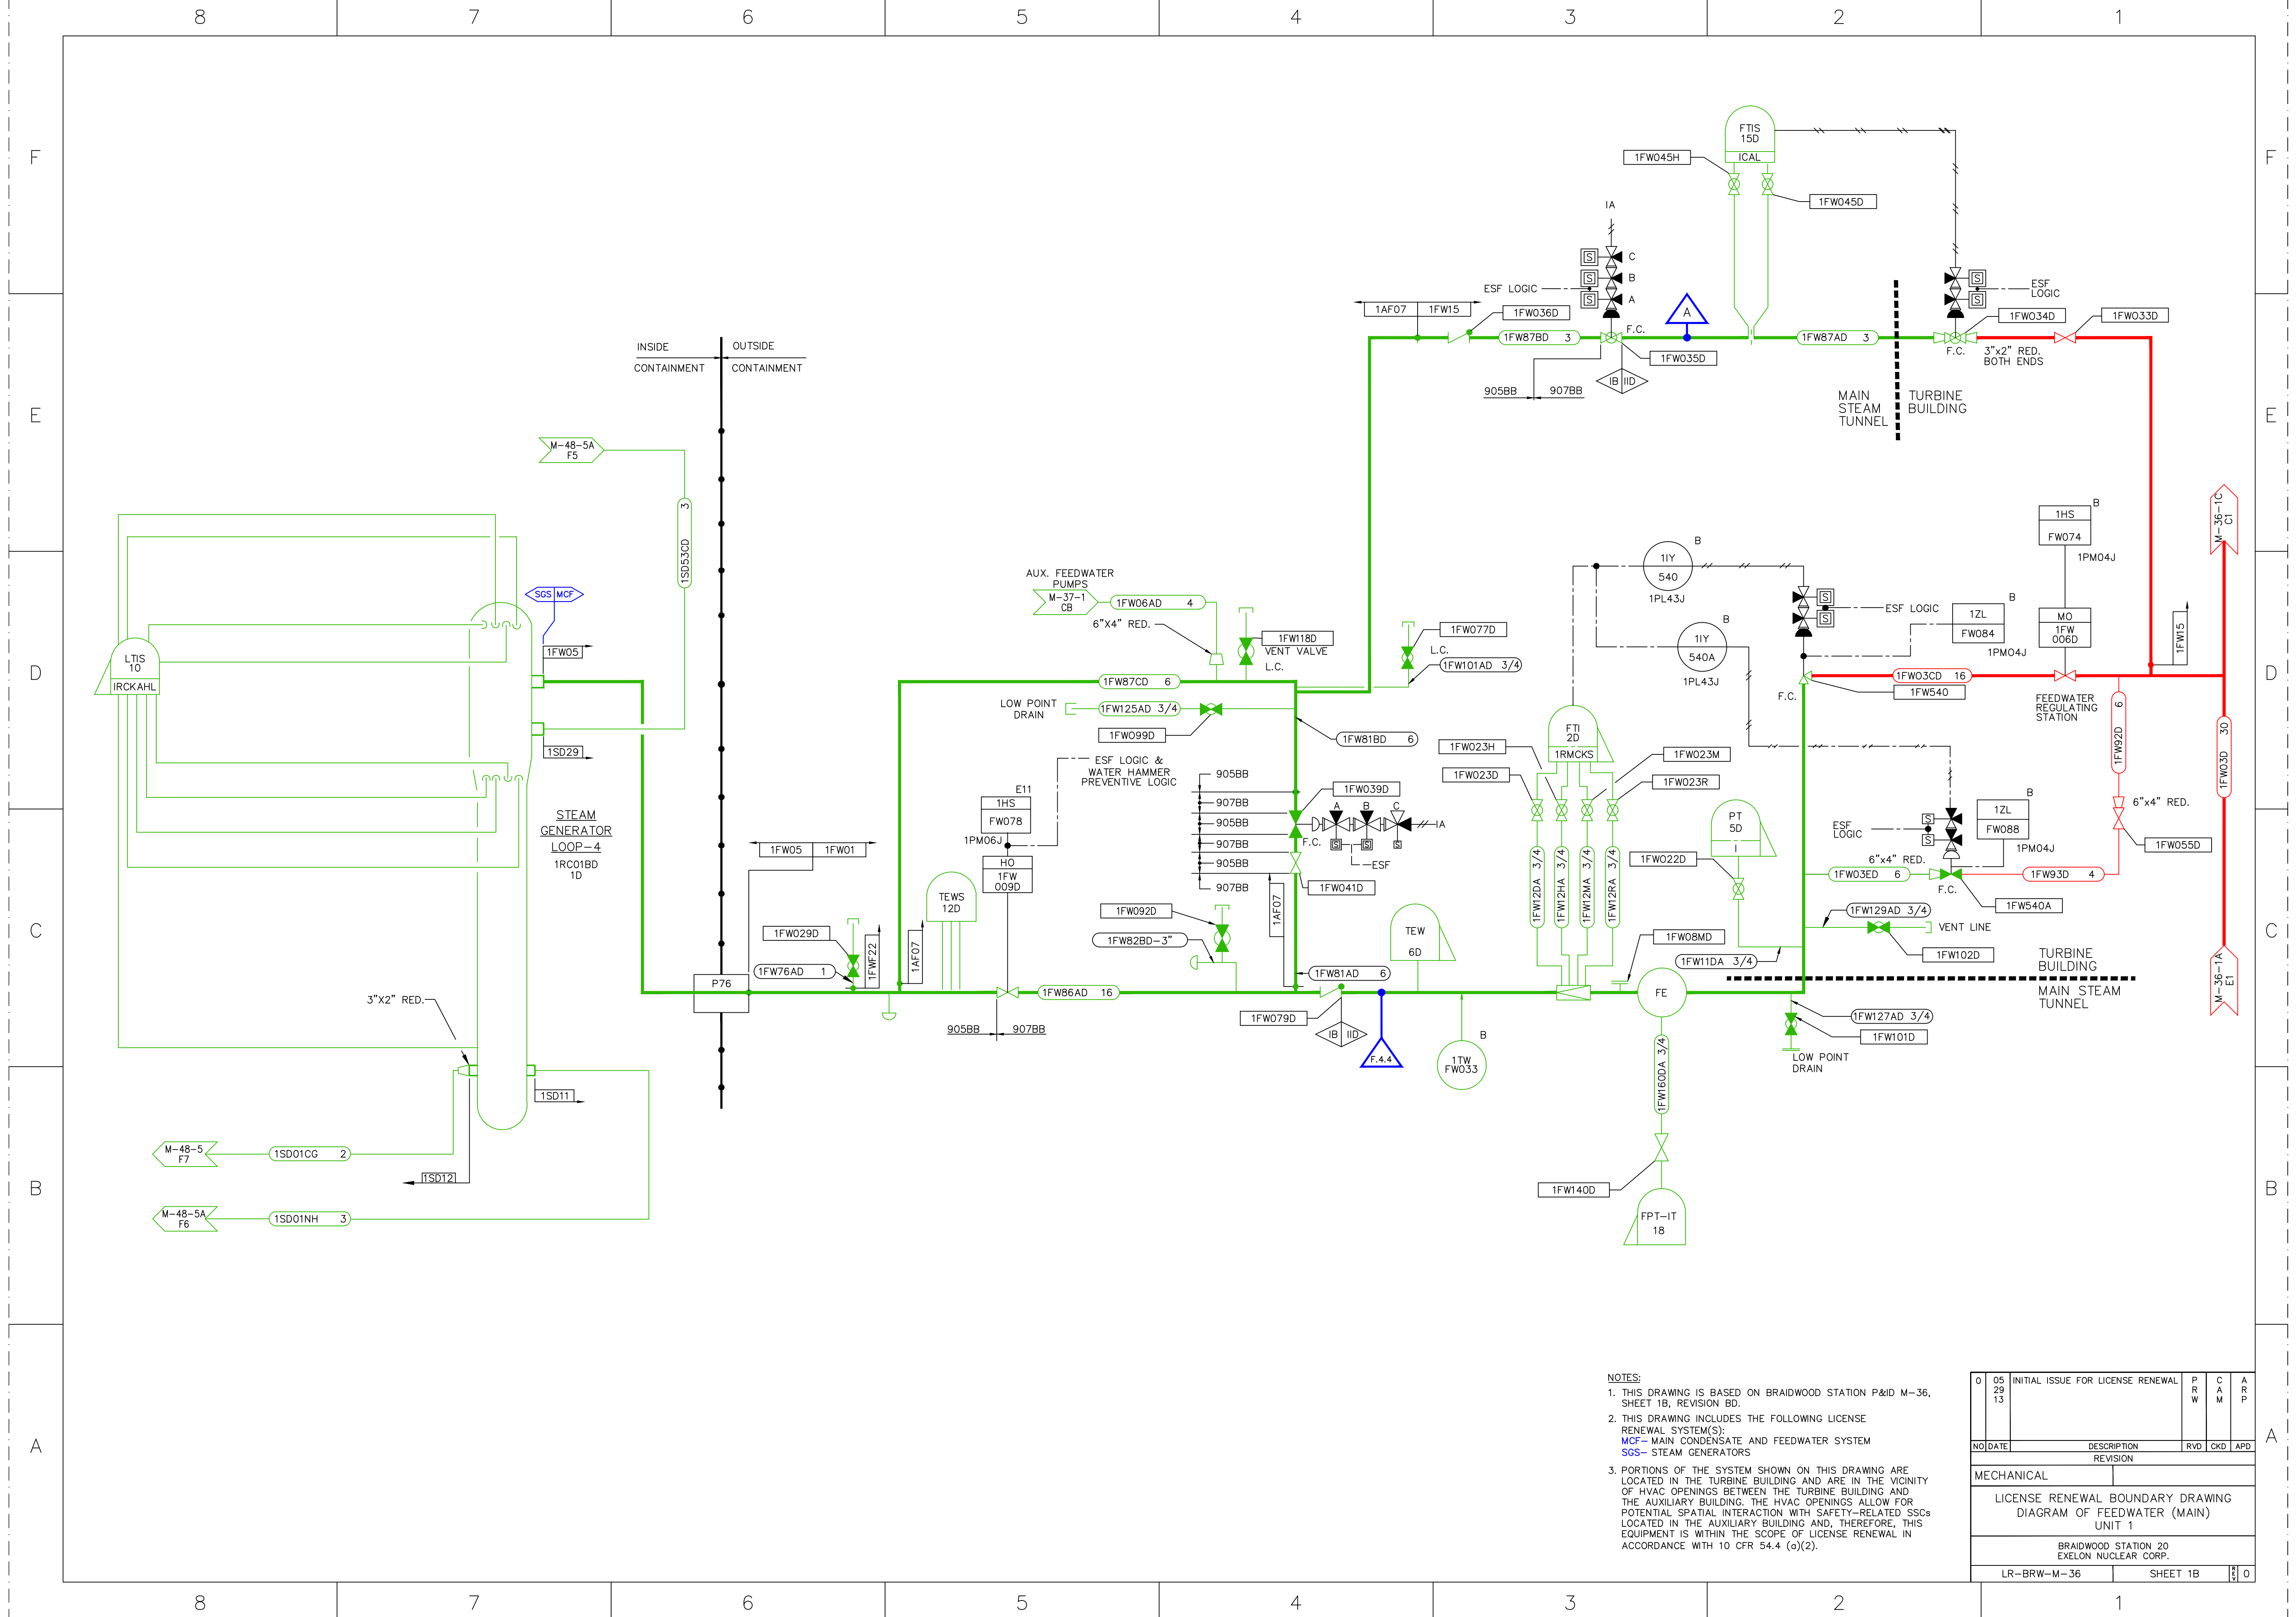 8 7 6 5 4 3 2 1
F
F
FTIS
15D
ICAL
1FW045H
1FW045D
IA
S
C
S
B
ESF LOGIC
S
A
S
S
ESF
LOGIC
1AF07
1FW15
1FW036D
A
F.C.
1FW034D
1FW033D
1FW87BD 3
1FW87AD 3
INSIDE
OUTSIDE
CONTAINMENT
CONTAINMENT
1FW035D
F.C.
3"x2" RED.
BOTH ENDS
905BB
907BB
IB
IID
MAIN
STEAM
TUNNEL
TURBINE
BUILDING
E
E
M-48-5A
F5
1SD53CD 3
M-36-1C
C1
B
1HS
FW074
1PM04J
B
1IY
540
1PL43J
AUX. FEEDWATER
PUMPS
M-37-1
CB
1FW06AD 4
6"X4" RED.
SGS
MCF
S
S
ESF LOGIC
B
1ZL
FW084
1PM04J
MO
1FW
006D
1FW15
1FW118D
VENT VALVE
L.C.
1FW077D
L.C.
1FW101AD 3/4
B
1IY
540A
1PL43J
1FW05
LTIS
10
IRCKAHL
D
D
1FW87CD 6
1FW03CD 16
F.C.
1FW540
FEEDWATER
REGULATING
STATION
LOW POINT
DRAIN
1FW125AD 3/4
1FW099D
1FW81BD 6
FTI
2D
1RMCKS
1FW023H
1FW023M
1FW023D
1FW023R
1FW92D 6
1FW03D 30
1SD29
ESF LOGIC &
WATER HAMMER
PREVENTIVE LOGIC
905BB
907BB
905BB
907BB
905BB
907BB
1FW039D
A
B
C
IA
F.C.
S
S
S
ESF
E11
1HS
FW078
1PM06J
HO
1FW
009D
1FW041D
STEAM
GENERATOR
LOOP-4
1RC01BD
1D
PT
5D
I
1FW022D
B
1ZL
FW088
1PM04J
S
S
ESF
LOGIC
6"x4" RED.
1FW055D
6"x4" RED.
1FW03ED 6
F.C.
1FW93D 4
1FW540A
1FW05
1FW01
TEWS
12D
1AF07
1FW12DA 3/4
1FW12HA 3/4
1FW12MA 3/4
1FW12RA 3/4
C
C
1FW029D
1FW76AD 1
1FWF22
1AF07
1FW092D
1FW82BD-3"
TEW
6D
1FW08MD
1FW129AD 3/4
VENT LINE
1FW102D
1FW11DA 3/4
1FW81AD 6
P76
3"X2" RED.
1FW86AD 16
905BB
907BB
1FW079D
IB
IID
F.4.4
B
1TW
FW033
FE
TURBINE
BUILDING
MAIN STEAM
TUNNEL
M-36-1A
E1
1FW127AD 3/4
1FW101D
LOW POINT
DRAIN
1FW160DA 3/4
1SD11
M-48-5
F7
1SD01CG 2
1SD12
M-48-5A
F6
1SD01NH 3
B
B
1FW140D
FPT-IT
18
A
A
NOTES:
1. THIS DRAWING IS BASED ON BRAIDWOOD STATION P&ID M-36,
SHEET 1B, REVISION BD.
2. THIS DRAWING INCLUDES THE FOLLOWING LICENSE
RENEWAL SYSTEM(S):
MCF- MAIN CONDENSATE AND FEEDWATER SYSTEM
SGS- STEAM GENERATORS
3. PORTIONS OF THE SYSTEM SHOWN ON THIS DRAWING ARE
LOCATED IN THE TURBINE BUILDING AND ARE IN THE VICINITY
OF HVAC OPENINGS BETWEEN THE TURBINE BUILDING AND
THE AUXILIARY BUILDING. THE HVAC OPENINGS ALLOW FOR
POTENTIAL SPATIAL INTERACTION WITH SAFETY-RELATED SSCs
LOCATED IN THE AUXILIARY BUILDING AND, THEREFORE, THIS
EQUIPMENT IS WITHIN THE SCOPE OF LICENSE RENEWAL IN
ACCORDANCE WITH 10 CFR 54.4 (a)(2).
0
05
29
13
INITIAL ISSUE FOR LICENSE RENEWAL
P
R
W
C
A
M
A
R
P
NO DATE DESCRIPTION RVD CKD APD
REVISION
MECHANICAL
LICENSE RENEWAL BOUNDARY DRAWING
DIAGRAM OF FEEDWATER (MAIN)
UNIT 1
BRAIDWOOD STATION 20
EXELON NUCLEAR CORP.
LR-BRW-M-36 SHEET 1B REV 0
8 7 6 5 4 3 2 1